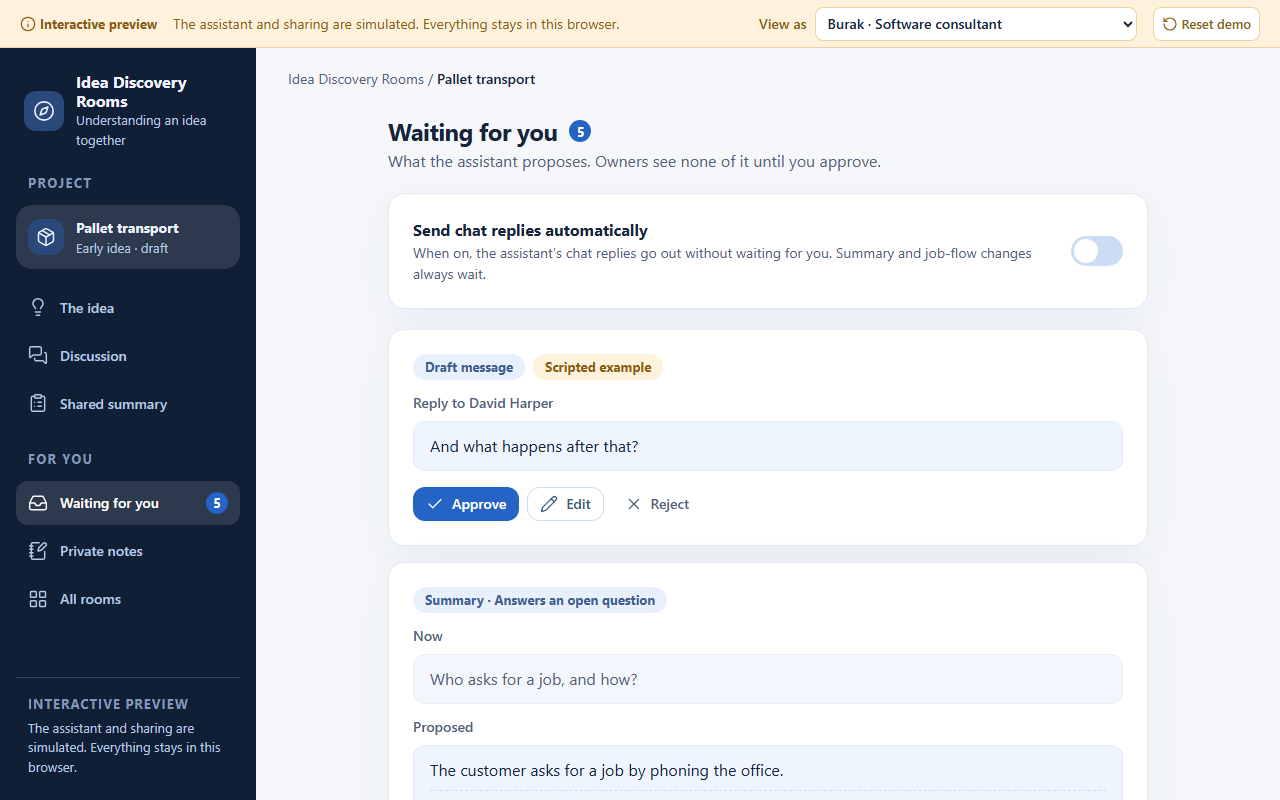 Interactive preview The assistant and sharing are simulated. Everything stays in this browser.
View as Burak · Software consultant Reset demo
Idea Discovery
Rooms
Understanding an idea
together
PROJECT
Pallet transport
Early idea · draft
The idea
Discussion
Shared summary
FOR YOU
Waiting for you 5
Private notes
All rooms
INTERACTIVE PREVIEW
The assistant and sharing are
simulated. Everything stays in this
browser.
Idea Discovery Rooms / Pallet transport
Waiting for you 5
What the assistant proposes. Owners see none of it until you approve.
Send chat replies automatically
When on, the assistant's chat replies go out without waiting for you. Summary and job-flow changes
always wait.
Draft message Scripted example
Reply to David Harper
And what happens after that?
Approve Edit Reject
Summary · Answers an open question
Now
Who asks for a job, and how?
Proposed
The customer asks for a job by phoning the office.